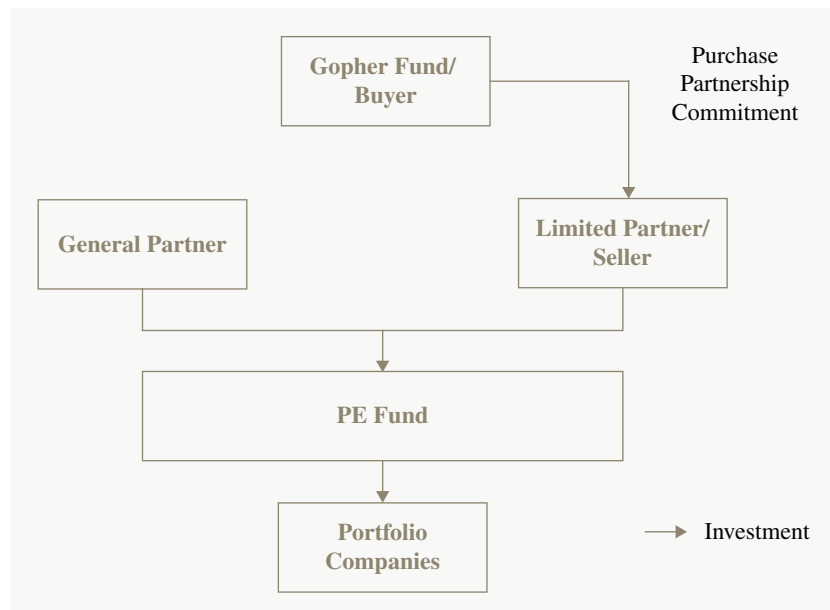 Gopher Fund/
Buyer
Purchase
Partnership
Commitment
General Partner
Limited Partner/
Seller
PE Fund
Portfolio
Companies
Investment